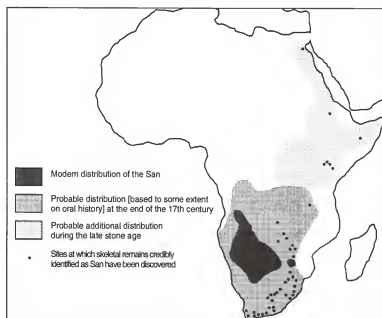 Modern distribution of the San
Probable distribution [based to some extent
on oral history] at the end of the 17th century
Probable additional distribution
during the late stone age
Sites at which skeletal remains credibly
identified as San have been discovered